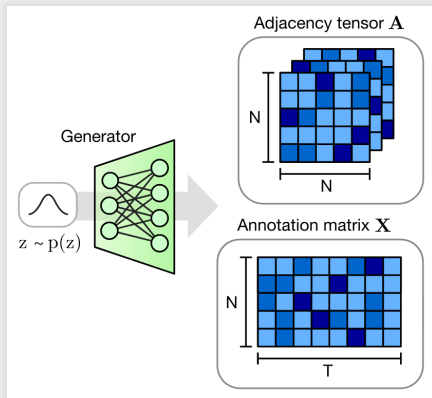 Adjacency tensor A
N
N
Generator
z ~ p(z)
Annotation matrix X
N
T